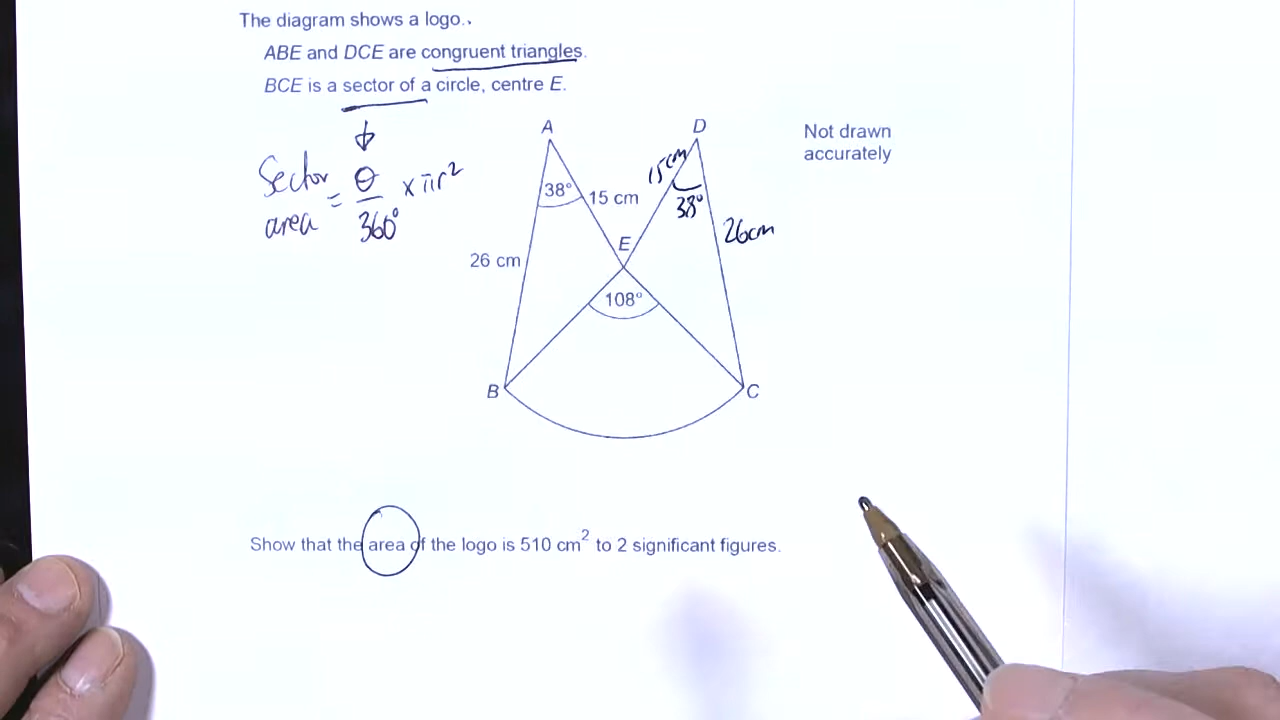 The diagram shows a logo.
ABE and DCE are congruent triangles.
BCE is a sector of a circle, centre E.
Sector area = θ/360° × πr²
A
D
Not drawn
accurately
38°
15 cm
15cm
38°
26cm
E
26 cm
108°
B
C
Show that the area of the logo is 510 cm² to 2 significant figures.